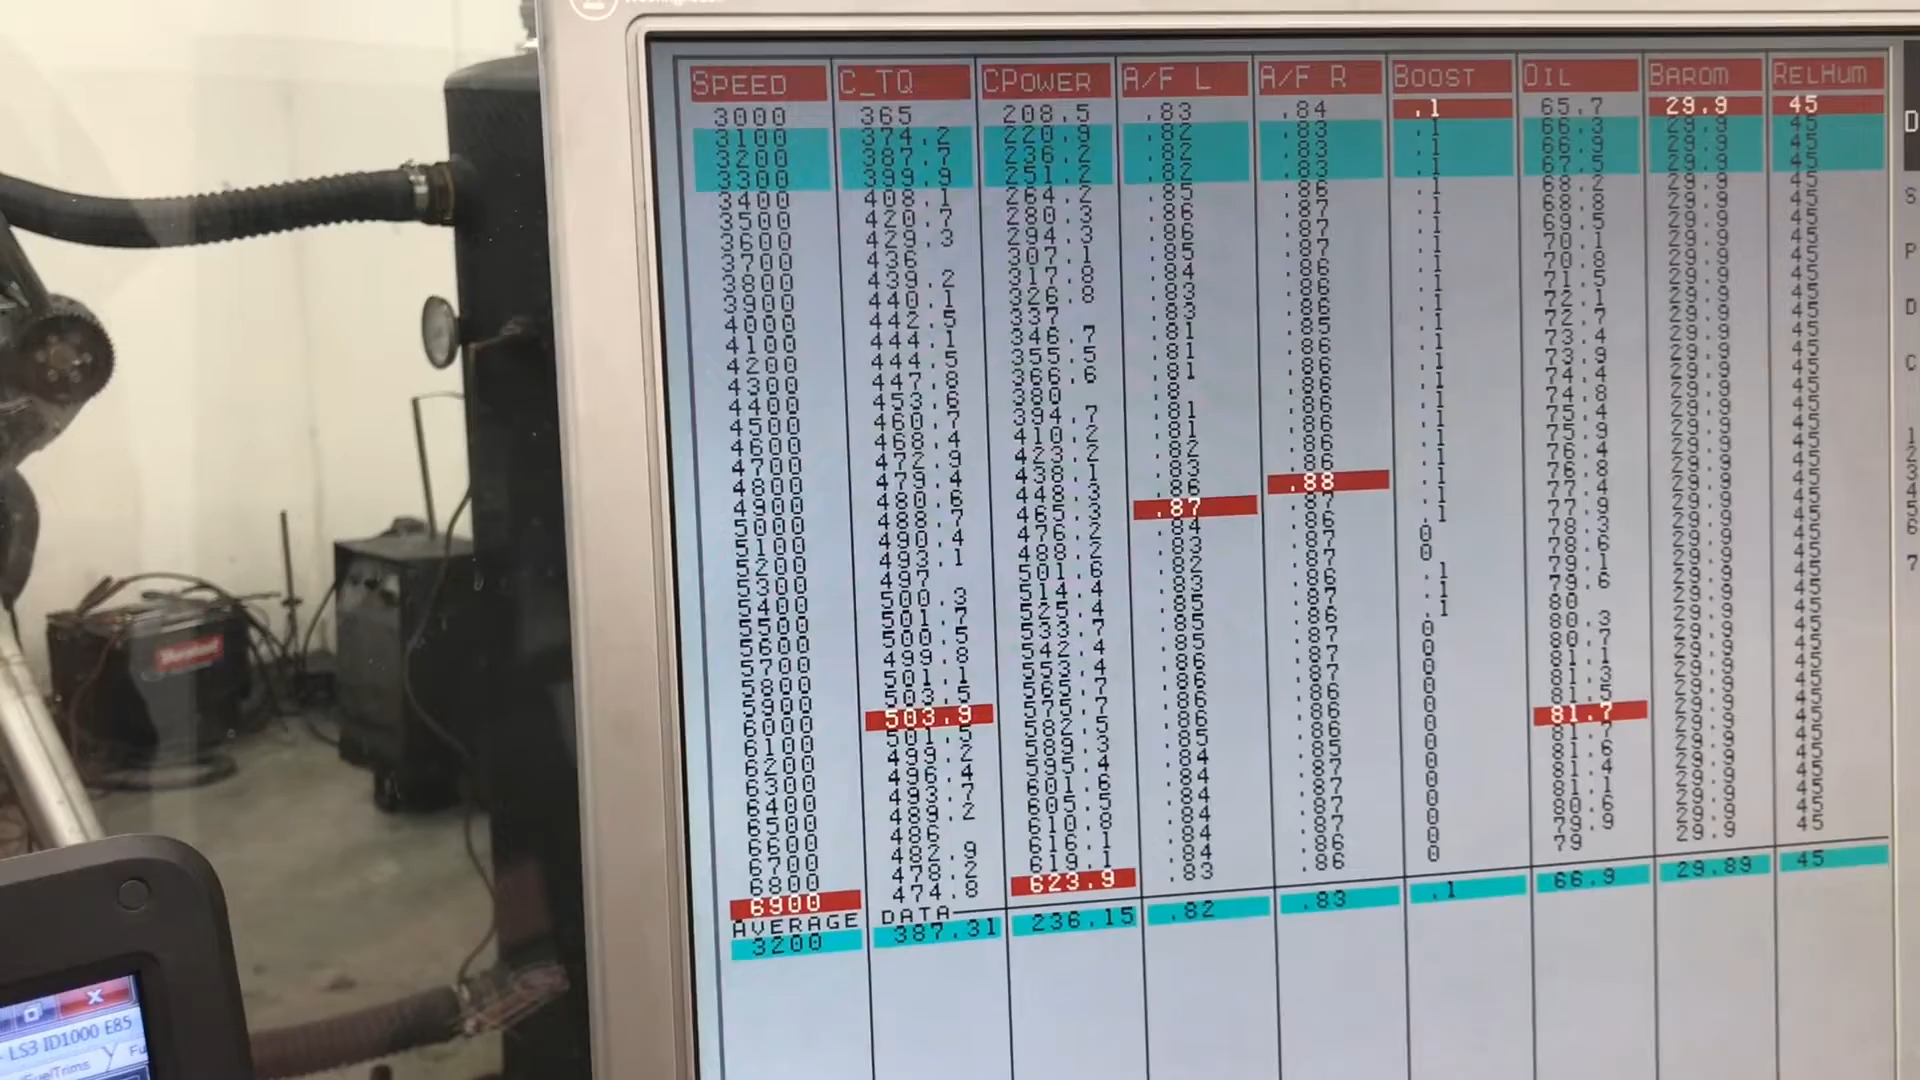 SPEED C_TQ CPOWER A/F L A/F R BOOST OIL BAROM RELHUM
3000 365 208.5 .83 .84 .1 65.7 29.9 45
3100 374.2 220.9 .82 .83 .1 66.3 29.9 45
3200 387.7 236.2 .82 .83 .1 66.9 29.9 45
3300 399.9 251.2 .82 .83 .1 67.5 29.9 45
3400 408.1 264.2 .85 .86 .1 68.2 29.9 45
3500 420.7 280.3 .86 .87 .1 68.8 29.9 45
3600 429.3 294.3 .86 .87 .1 69.5 29.9 45
3700 436 307.1 .85 .87 .1 70.1 29.9 45
3800 439.2 317.8 .84 .86 .1 70.8 29.9 45
3900 440.1 326.8 .83 .86 .1 71.5 29.9 45
4000 442.5 337 .83 .86 .1 72.1 29.9 45
4100 444.1 346.7 .81 .85 .1 72.7 29.9 45
4200 444.5 355.5 .81 .86 .1 73.4 29.9 45
4300 447.8 366.6 .81 .86 .1 73.9 29.9 45
4400 453.6 380 .8 .86 .1 74.4 29.9 45
4500 460.7 394.7 .81 .86 .1 74.8 29.9 45
4600 468.4 410.2 .81 .86 .1 75.4 29.9 45
4700 472.9 423.2 .82 .86 .1 75.9 29.9 45
4800 479.4 438.1 .83 .86 .1 76.4 29.9 45
4900 480.6 448.3 .86 .88 .1 76.8 29.9 45
5000 488.7 465.3 .87 .87 .1 77.4 29.9 45
5100 490.4 476.2 .84 .1 77.9 29.9 45
5200 493.1 488.2 .83 0 78.3 29.9 45
5300 497 501.6 .82 0 78.6 29.9 45
5400 500.3 514.4 .83 .1 79.1 29.9 45
5500 501.7 525.4 .85 .1 79.6 29.9 45
5600 500.5 533.7 .85 .1 80 29.9 45
5700 499.8 542.4 .85 0 80.3 29.9 45
5800 501.1 553.4 .86 0 80.7 29.9 45
5900 503.5 565.7 .86 0 81.1 29.9 45
6000 503.9 575.7 .86 0 81.3 29.9 45
6100 501.5 582.5 .86 0 81.5 29.9 45
6200 499.2 589.3 .85 0 81.7 29.9 45
6300 496.4 595.4 .84 0 81.7 29.9 45
6400 493.7 601.6 .84 0 81.6 29.9 45
6500 489.2 605.5 .84 0 81.4 29.9 45
6600 486 610.8 .84 0 81.1 29.9 45
6700 482.9 616.1 .84 0 80.6 29.9 45
6800 478.2 619.1 .84 .86 0 79.9 29.9 45
6900 474.8 623.9 .83 .86 0 79 29.9 45
AVERAGE DATA
3200 387.31 236.15 .82 .83 .1 66.9 29.89 45
D
S
P
D
C
1
2
3
4
5
6
7
LS3 ID1000 E85
FuelTrims Fu